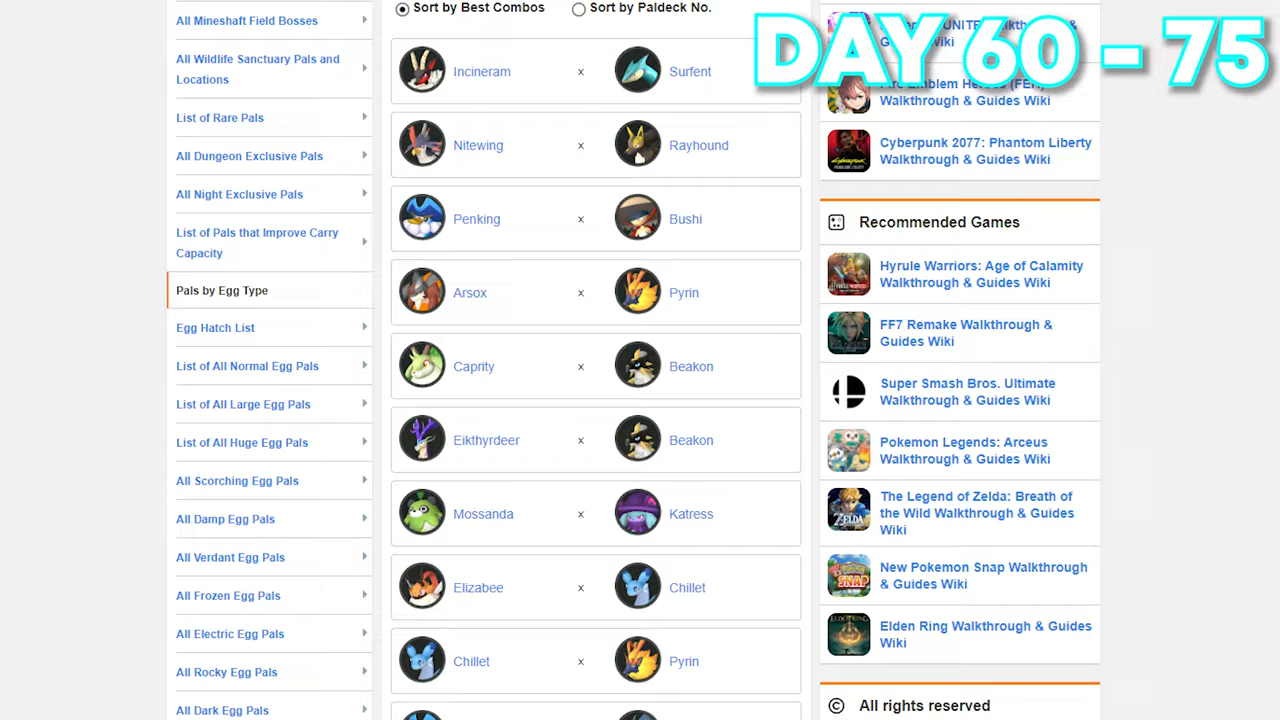 All Mineshaft Field Bosses
All Wildlife Sanctuary Pals and
Locations
List of Rare Pals
All Dungeon Exclusive Pals
All Night Exclusive Pals
List of Pals that Improve Carry
Capacity
Pals by Egg Type
Egg Hatch List
List of All Normal Egg Pals
List of All Large Egg Pals
List of All Huge Egg Pals
All Scorching Egg Pals
All Damp Egg Pals
All Verdant Egg Pals
All Frozen Egg Pals
All Electric Egg Pals
All Rocky Egg Pals
All Dark Egg Pals
Sort by Best Combos
Sort by Paldeck No.
Incineram x Surfent
Nitewing x Rayhound
Penking x Bushi
Arsox x Pyrin
Caprity x Beakon
Eikthyrdeer x Beakon
Mossanda x Katress
Elizabee x Chillet
Chillet x Pyrin
DAY 60 - 75
Walkthrough & Guides Wiki
Cyberpunk 2077: Phantom Liberty
Walkthrough & Guides Wiki
Recommended Games
Hyrule Warriors: Age of Calamity
Walkthrough & Guides Wiki
FF7 Remake Walkthrough &
Guides Wiki
Super Smash Bros. Ultimate
Walkthrough & Guides Wiki
Pokemon Legends: Arceus
Walkthrough & Guides Wiki
The Legend of Zelda: Breath of
the Wild Walkthrough & Guides
Wiki
New Pokemon Snap Walkthrough
& Guides Wiki
Elden Ring Walkthrough & Guides
Wiki
All rights reserved